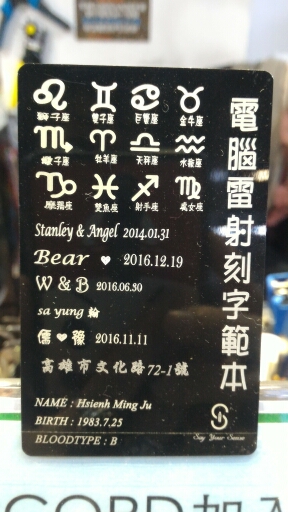 電腦雷射刻字範本
獅子座 雙子座 巨蟹座 金牛座
蠍子座 牡羊座 天秤座 水瓶座
摩羯座 雙魚座 射手座 處女座
Stanley & Angel 2014.01.31
Bear ♥ 2016.12.19
W & B 2016.06.30
sa yung 翰
儒 ♥ 豫 2016.11.11
高雄市文化路72-1號
NAME : Hsienh Ming Ju
BIRTH : 1983.7.25
BLOODTYPE : B
Say Your Sense
CORD加入